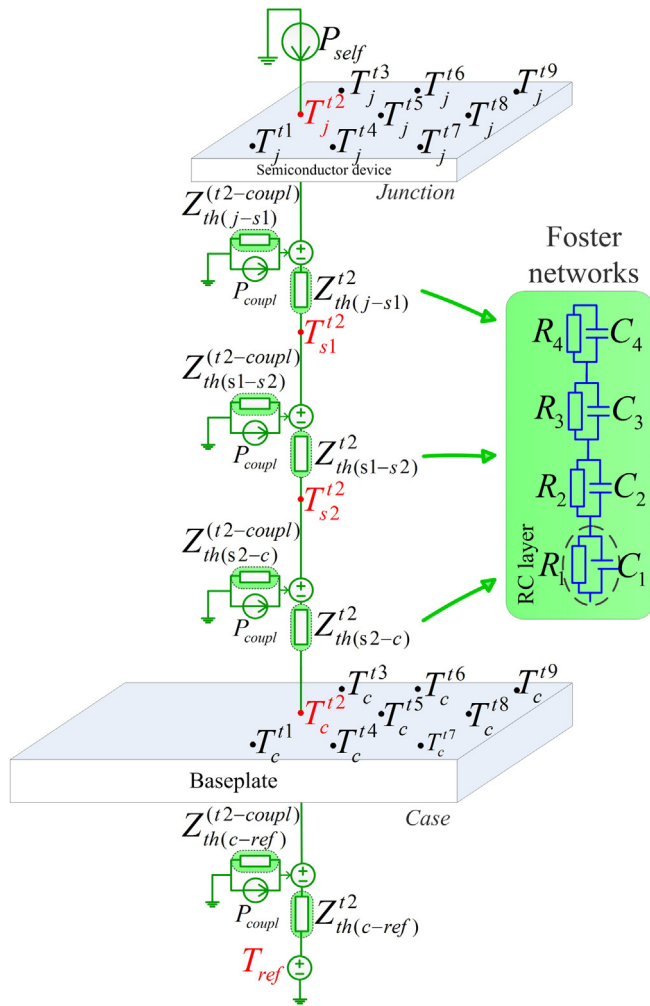 P_self
T_j^t3 T_j^t6 T_j^t9
T_j^t2 T_j^t5 T_j^t8
T_j^t1 T_j^t4 T_j^t7
Semiconductor device
Junction
Z_th(j-s1)^(t2-coupl)
P_coupl
Z_th(j-s1)^t2
T_s1^t2
Z_th(s1-s2)^(t2-coupl)
P_coupl
Z_th(s1-s2)^t2
T_s2^t2
Z_th(s2-c)^(t2-coupl)
P_coupl
Z_th(s2-c)^t2
Foster
networks
R_4 C_4
R_3 C_3
R_2 C_2
R_1 C_1
RC layer
T_c^t3 T_c^t6 T_c^t9
T_c^t2 T_c^t5 T_c^t8
T_c^t1 T_c^t4 T_c^t7
Baseplate
Case
Z_th(c-ref)^(t2-coupl)
P_coupl
Z_th(c-ref)^t2
T_ref